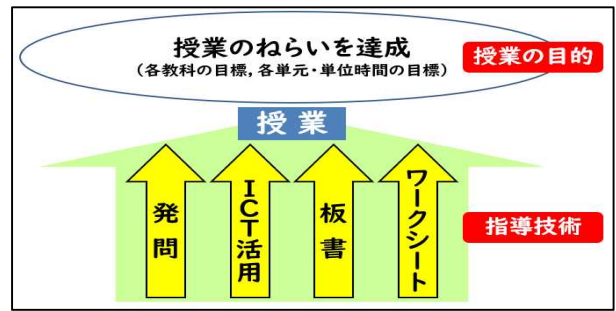 授業のねらいを達成
(各教科の目標,各単元・単位時間の目標)
授業の目的
授業
発問
ICT活用
板書
ワークシート
指導技術